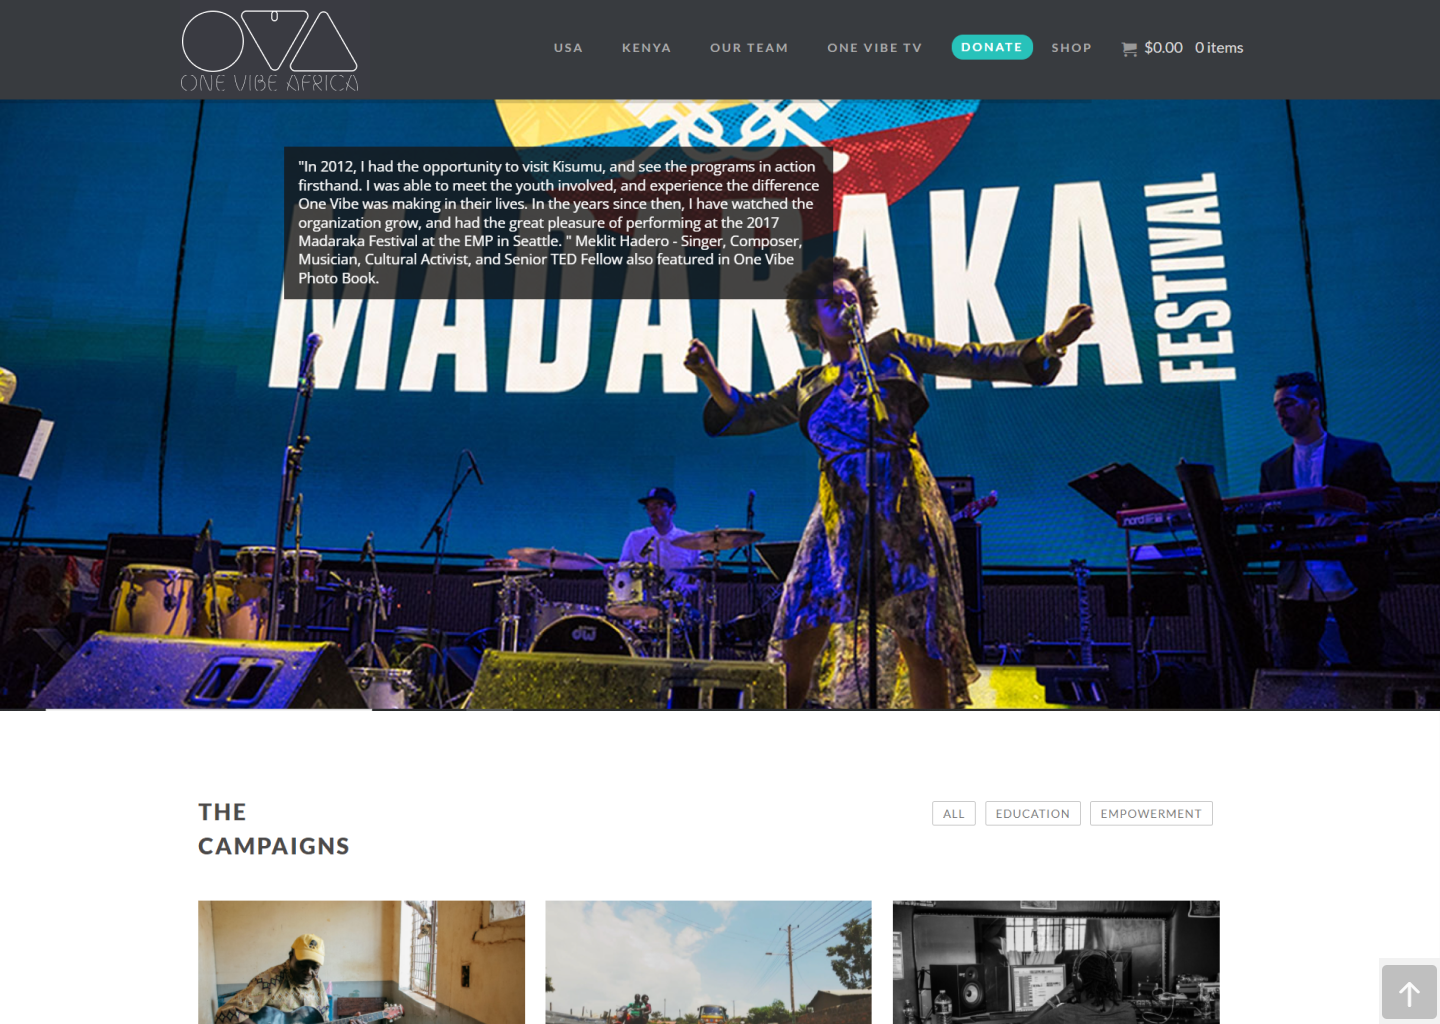 OVA
ONE VIBE AFRICA
USA
KENYA
OUR TEAM
ONE VIBE TV
DONATE
SHOP
$0.00 0 items
"In 2012, I had the opportunity to visit Kisumu, and see the programs in action
firsthand. I was able to meet the youth involved, and experience the difference
One Vibe was making in their lives. In the years since then, I have watched the
organization grow, and had the great pleasure of performing at the 2017
Madaraka Festival at the EMP in Seattle. " Meklit Hadero - Singer, Composer,
Musician, Cultural Activist, and Senior TED Fellow also featured in One Vibe
Photo Book.
MADARAKA
FESTIVAL
nord
dw
THE
CAMPAIGNS
ALL
EDUCATION
EMPOWERMENT